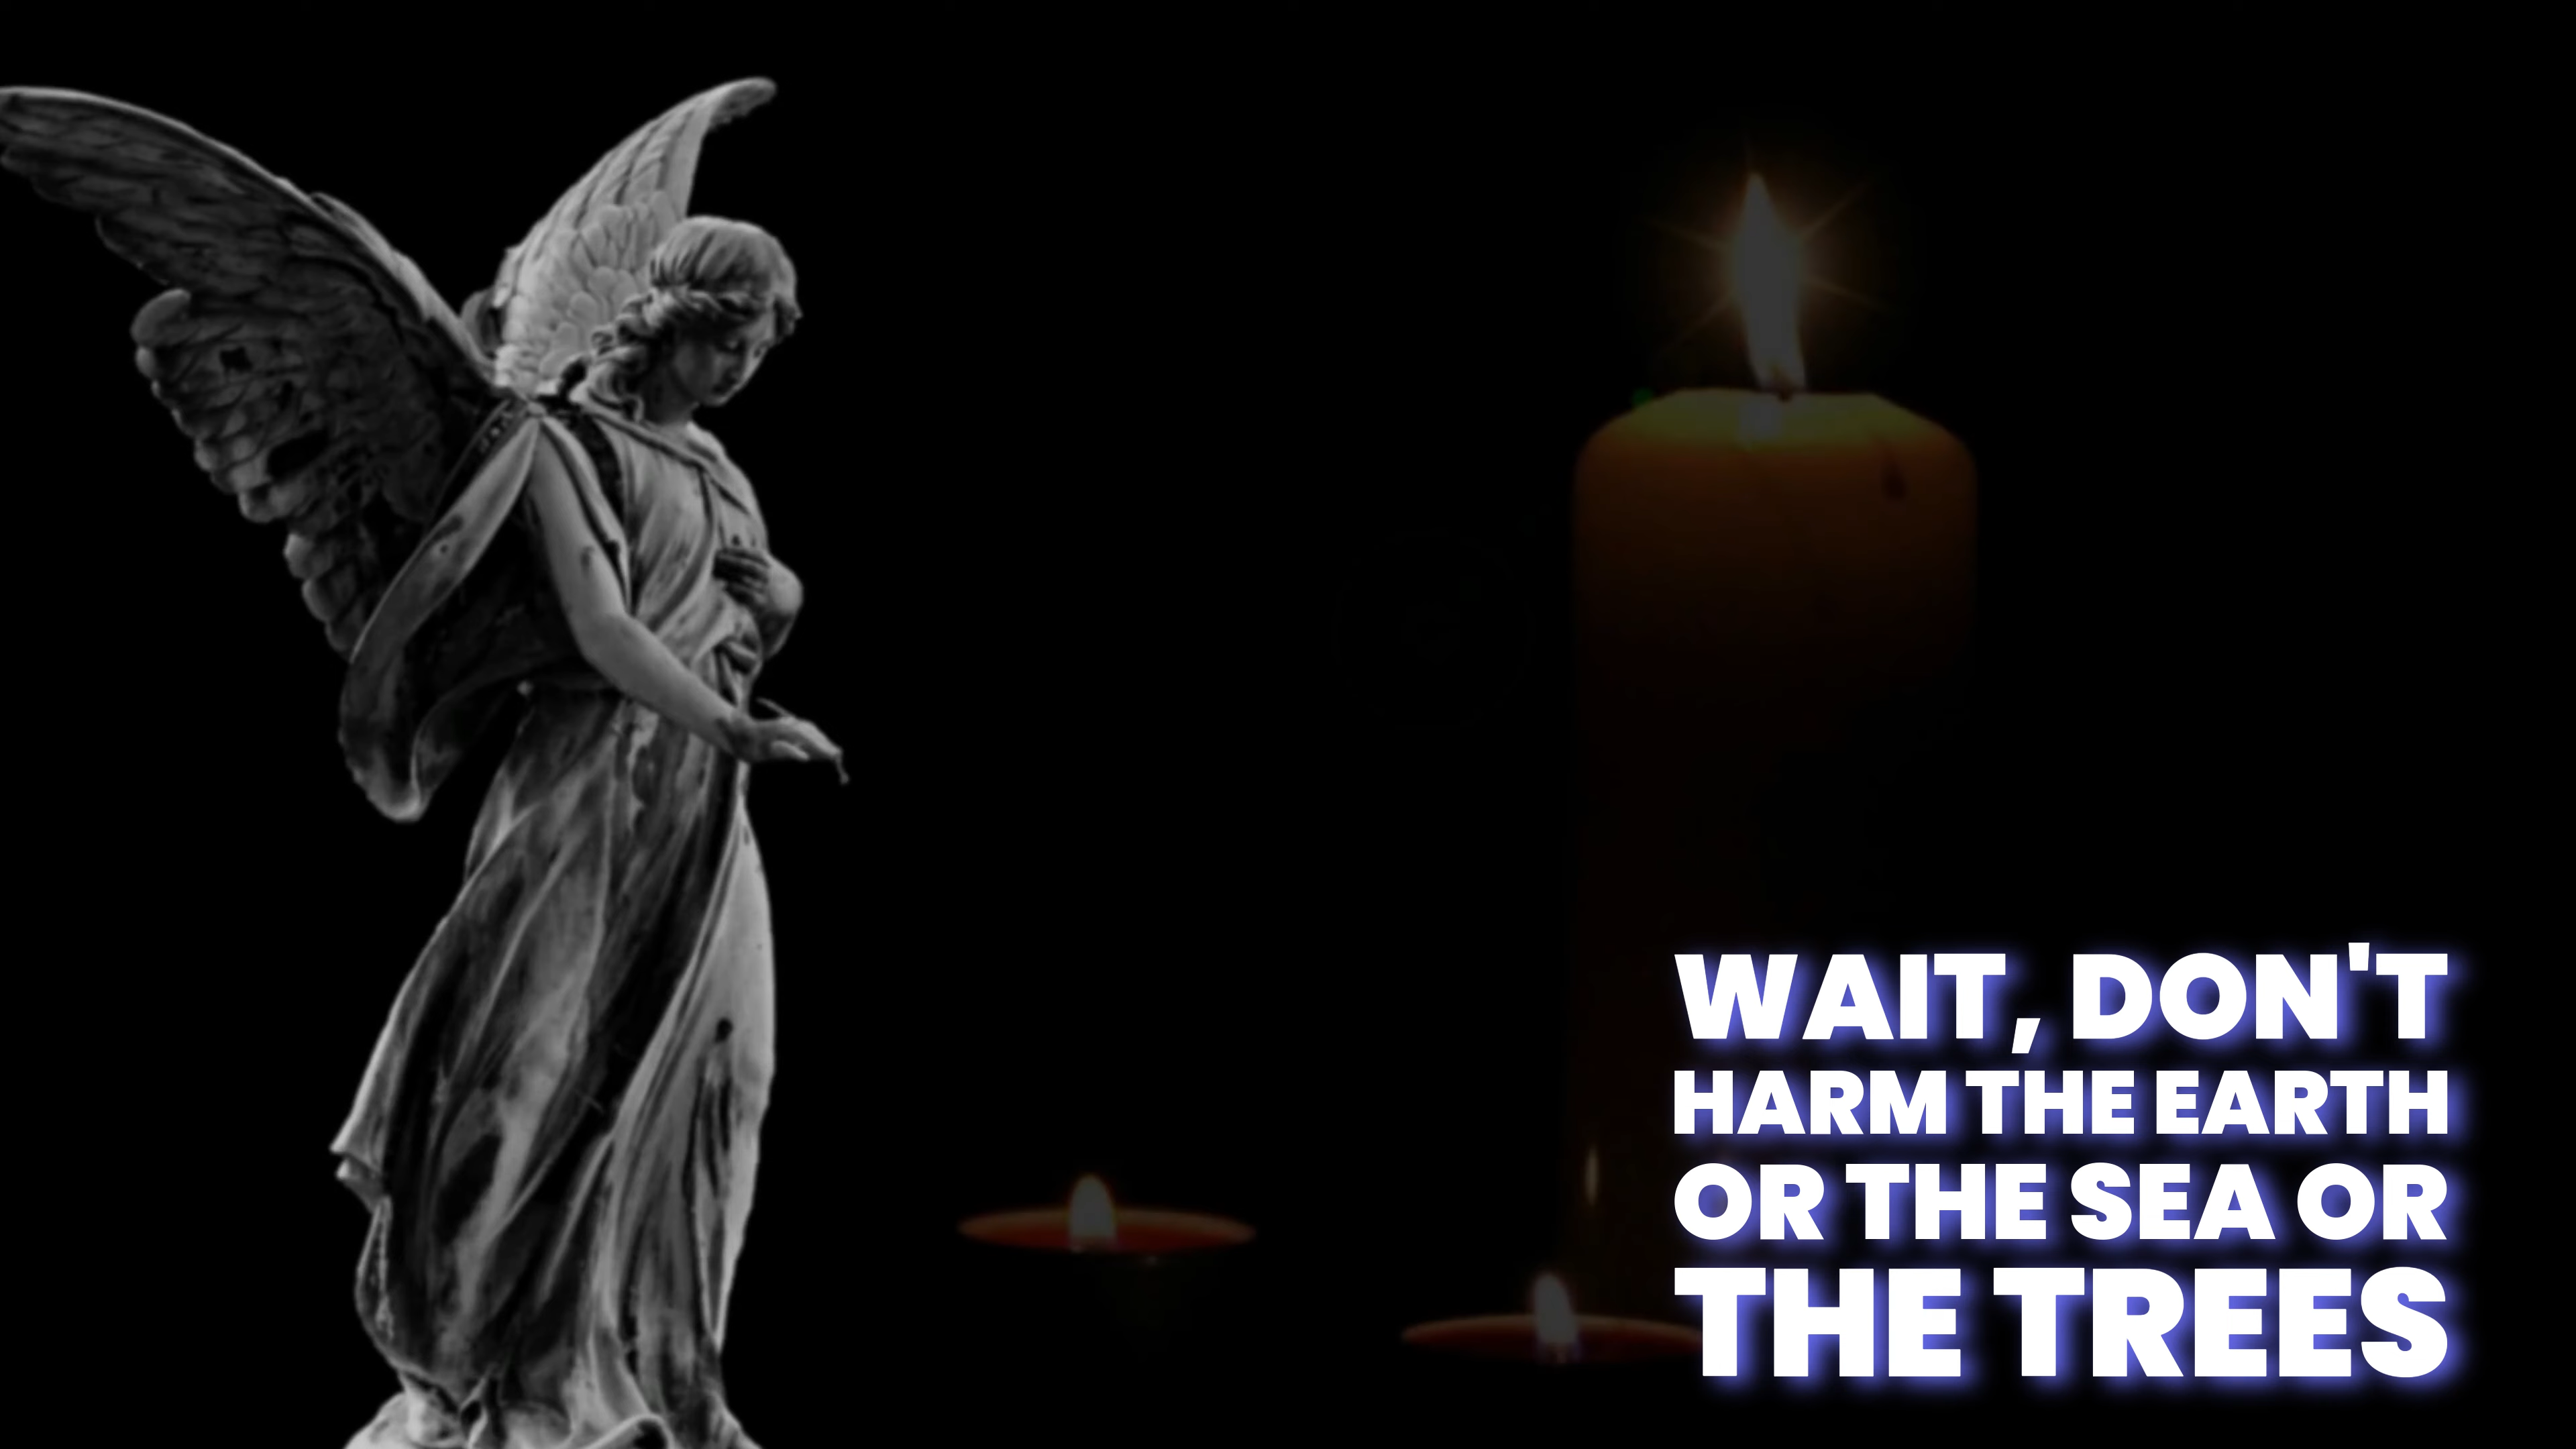 WAIT, DON'T
HARM THE EARTH
OR THE SEA OR
THE TREES